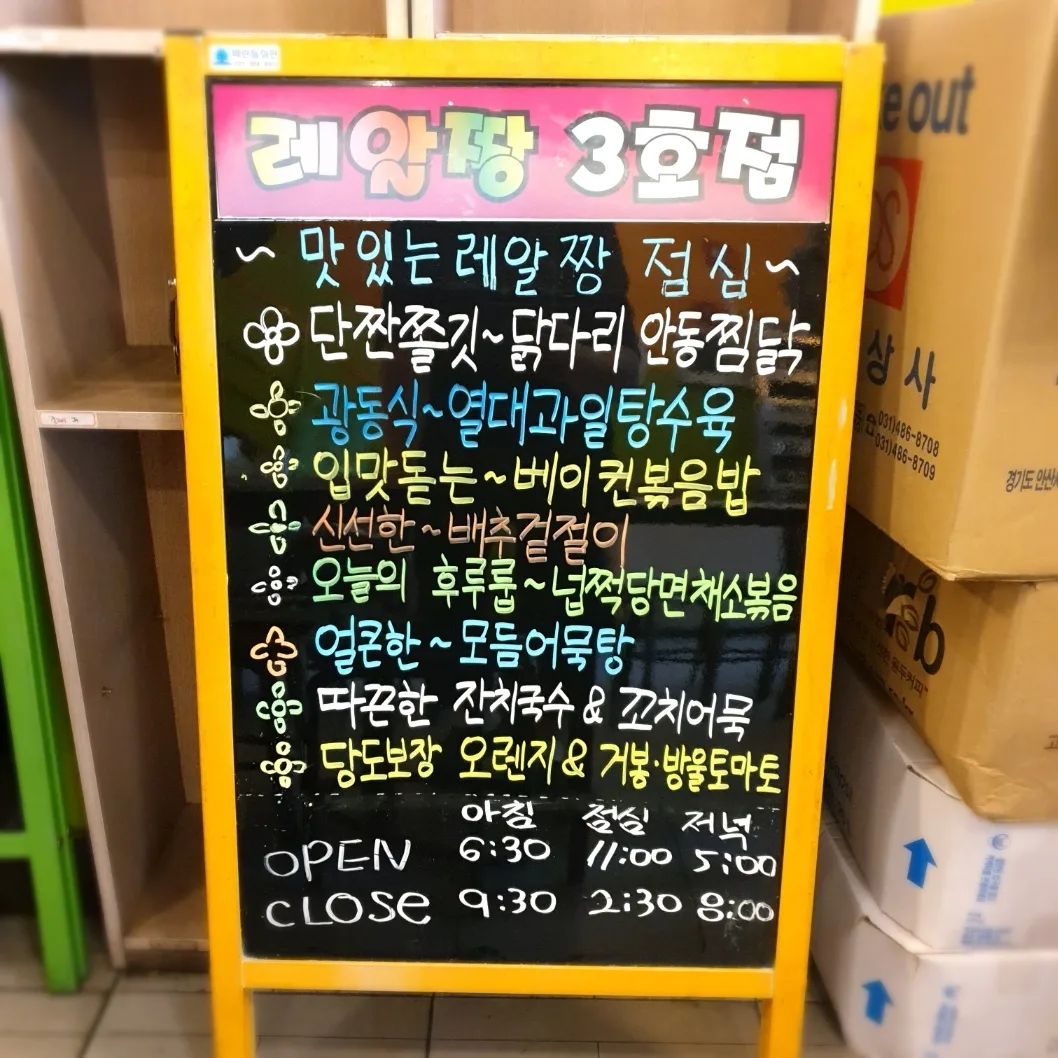 레알짱 3호점
~ 맛있는 레알짱 점심 ~
단짠쫄깃~닭다리 안동찜닭
광동식~열대과일탕수육
입맛돋는~베이컨볶음밥
신선한~배추겉절이
오늘의 후루룹~넙쩍당면채소볶음
얼큰한~모듬어묵탕
따끈한 잔치국수 & 꼬치어묵
당도보장 오렌지 & 거봉·방울토마토
아침 점심 저녁
OPEN 6:30 11:00 5:00
CLOSe 9:30 2:30 8:00
e out
상사
031)486-8708
031)486-8709
경기도 안산
rb